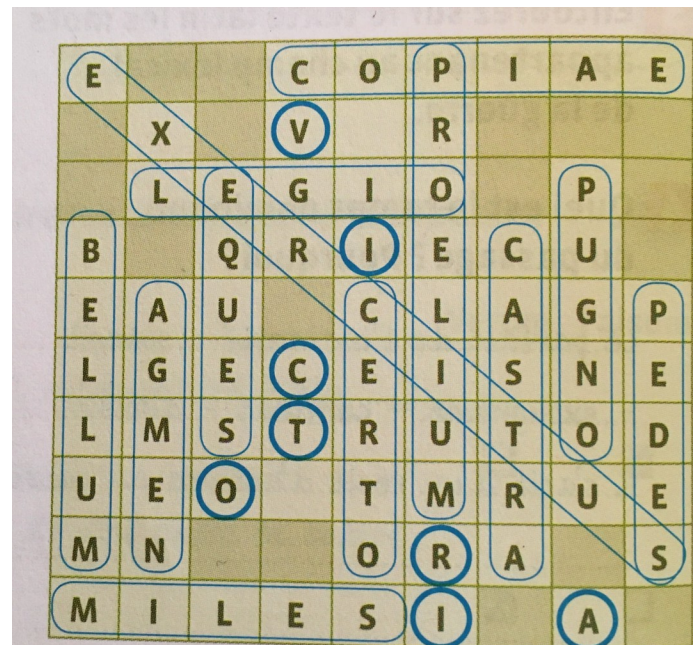 E C O P I A E
X V R
L E G I O P
B Q R I E C U
E A U C L A G P
L G E C E I S N E
L M S T R U T O D
U E O T M R U E
M N O R A S
M I L E S I A